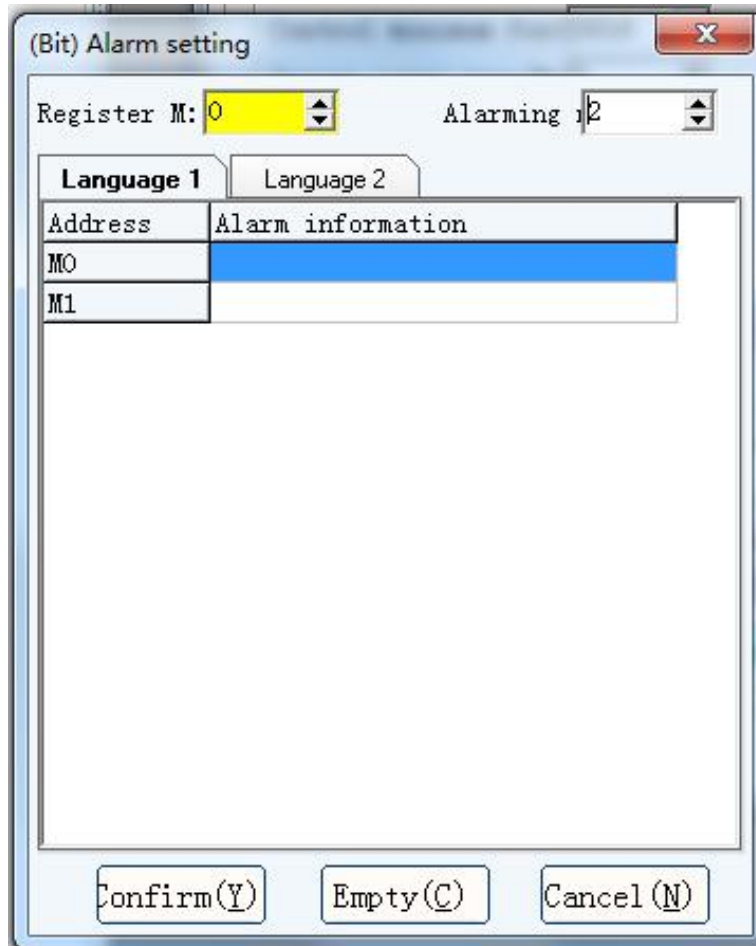 (Bit) Alarm setting
Register M: 0 Alarming 2
Language 1 Language 2
Address Alarm information
M0
M1
Confirm(Y) Empty(C) Cancel(N)